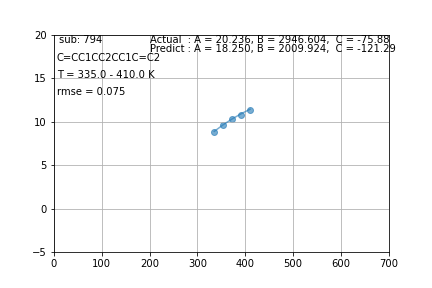 sub: 794
Actual : A = 20.236, B = 2946.604, C = -75.88
Predict : A = 18.250, B = 2009.924, C = -121.29
C=CC1CC2CC1C=C2
T = 335.0 - 410.0 K
rmse = 0.075
20
15
10
5
0
−5
0 100 200 300 400 500 600 700